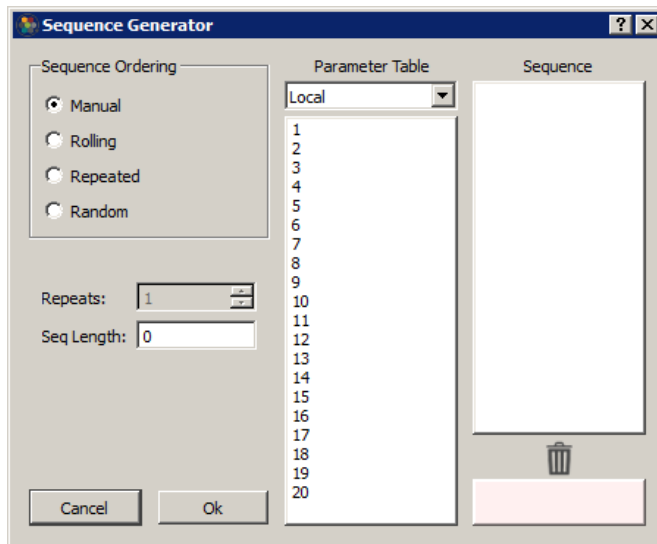 Sequence Generator
Sequence Ordering
Manual
Rolling
Repeated
Random
Repeats: 1
Seq Length: 0
Cancel
Ok
Parameter Table
Local
1
2
3
4
5
6
7
8
9
10
11
12
13
14
15
16
17
18
19
20
Sequence